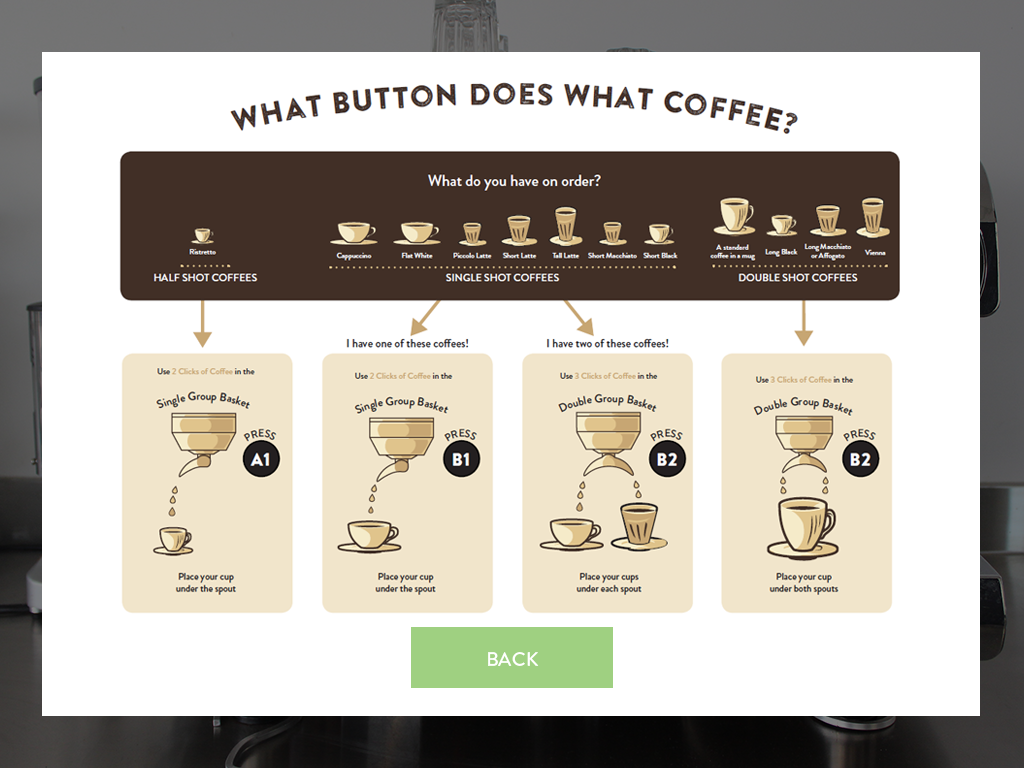 WHAT BUTTON DOES WHAT COFFEE?
What do you have on order?
Ristretto
HALF SHOT COFFEES
Cappuccino
Flat White
Piccolo Latte
Short Latte
Tall Latte
Short Macchiato
Short Black
SINGLE SHOT COFFEES
A standard
coffee in a mug
Long Black
Long Macchiato
or Affogato
Vienna
DOUBLE SHOT COFFEES
Use 2 Clicks of Coffee in the
Single Group Basket
PRESS
A1
Place your cup
under the spout
I have one of these coffees!
Use 2 Clicks of Coffee in the
Single Group Basket
PRESS
B1
Place your cup
under the spout
I have two of these coffees!
Use 3 Clicks of Coffee in the
Double Group Basket
PRESS
B2
Place your cups
under each spout
Use 3 Clicks of Coffee in the
Double Group Basket
PRESS
B2
Place your cup
under both spouts
BACK